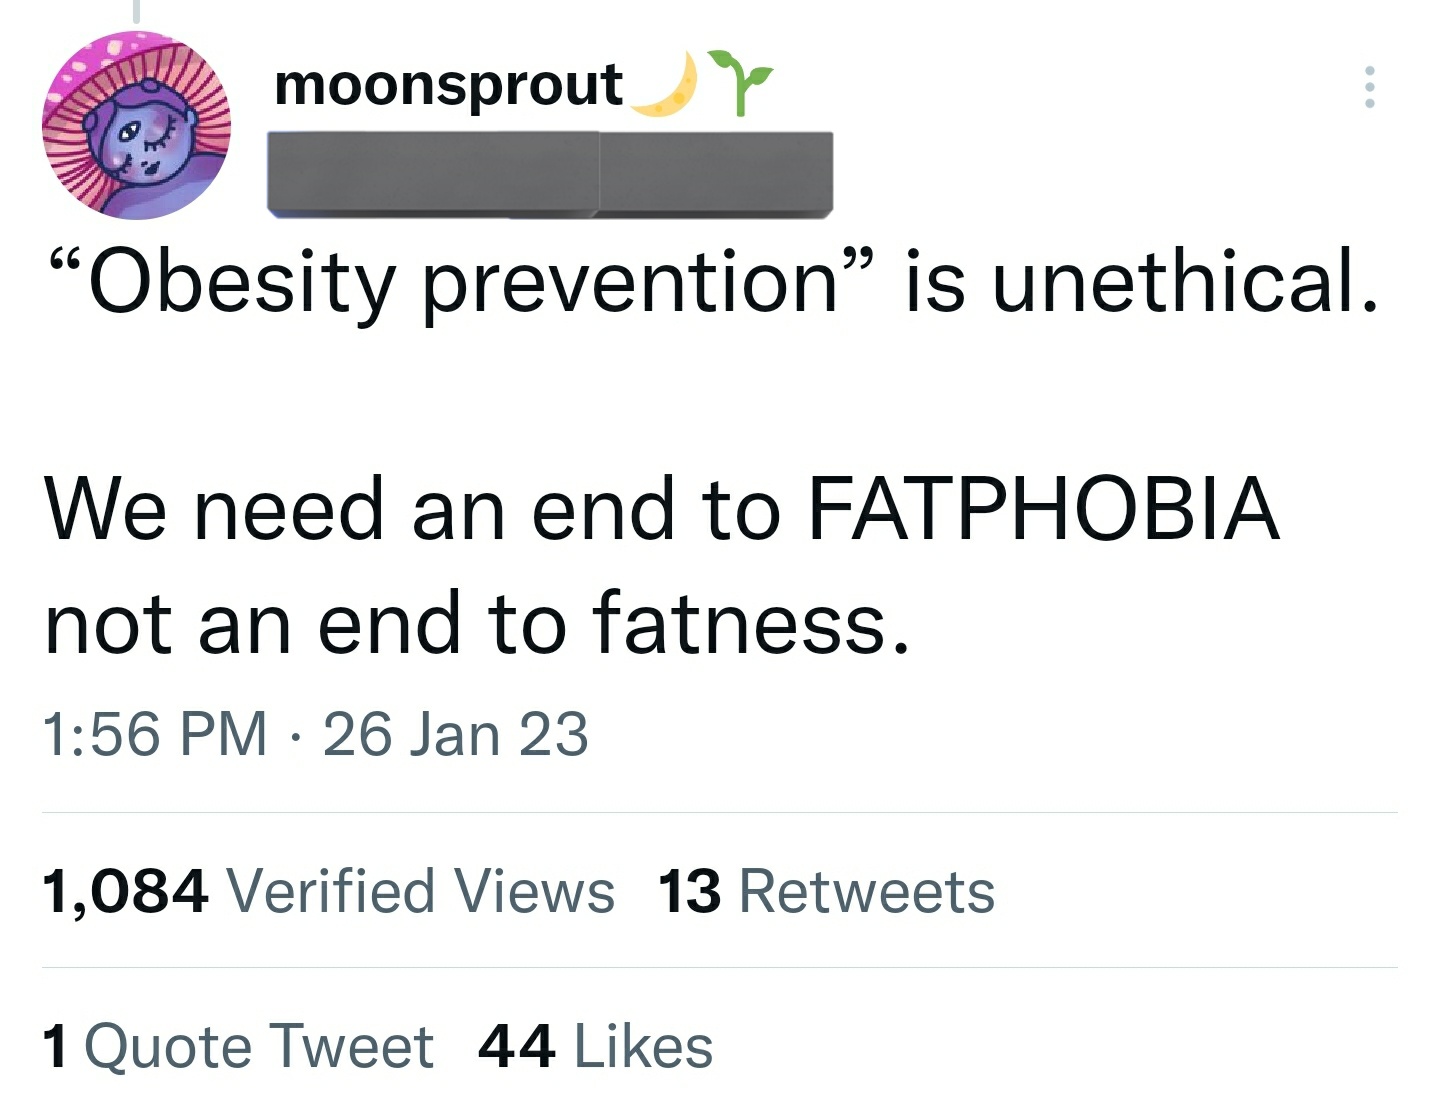 moonsprout🌙🌱
“Obesity prevention” is unethical.
We need an end to FATPHOBIA
not an end to fatness.
1:56 PM · 26 Jan 23
1,084 Verified Views 13 Retweets
1 Quote Tweet 44 Likes